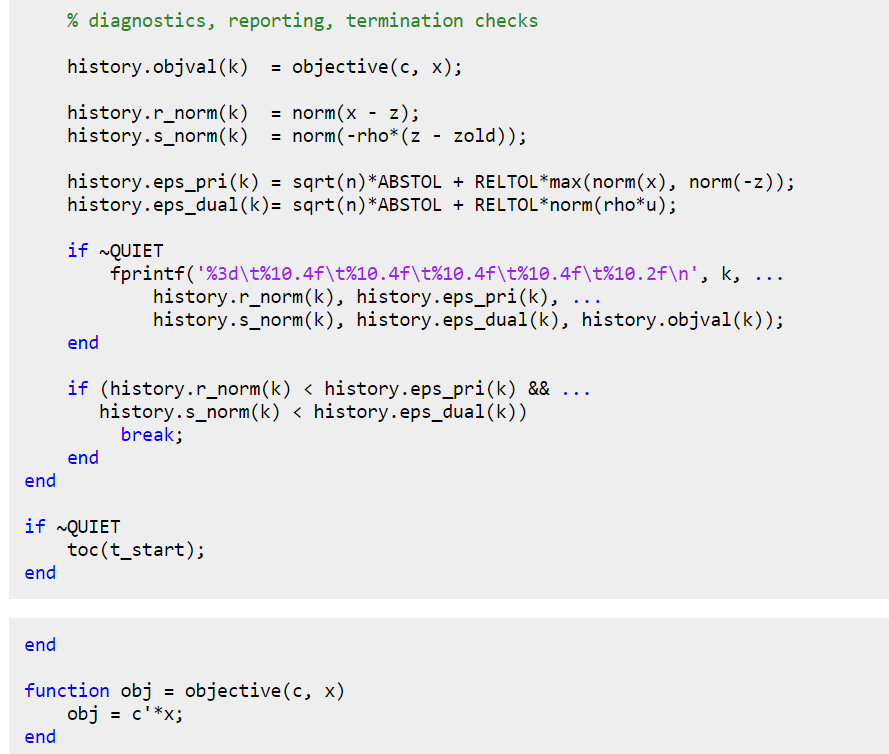 % diagnostics, reporting, termination checks
history.objval(k)  = objective(c, x);
history.r_norm(k)  = norm(x - z);
history.s_norm(k)  = norm(-rho*(z - zold));
history.eps_pri(k) = sqrt(n)*ABSTOL + RELTOL*max(norm(x), norm(-z));
history.eps_dual(k)= sqrt(n)*ABSTOL + RELTOL*norm(rho*u);
if ~QUIET
fprintf('%3d\t%10.4f\t%10.4f\t%10.4f\t%10.4f\t%10.2f\n', k, ...
history.r_norm(k), history.eps_pri(k), ...
history.s_norm(k), history.eps_dual(k), history.objval(k));
end
if (history.r_norm(k) < history.eps_pri(k) && ...
history.s_norm(k) < history.eps_dual(k))
break;
end
end
if ~QUIET
toc(t_start);
end
end
function obj = objective(c, x)
obj = c'*x;
end